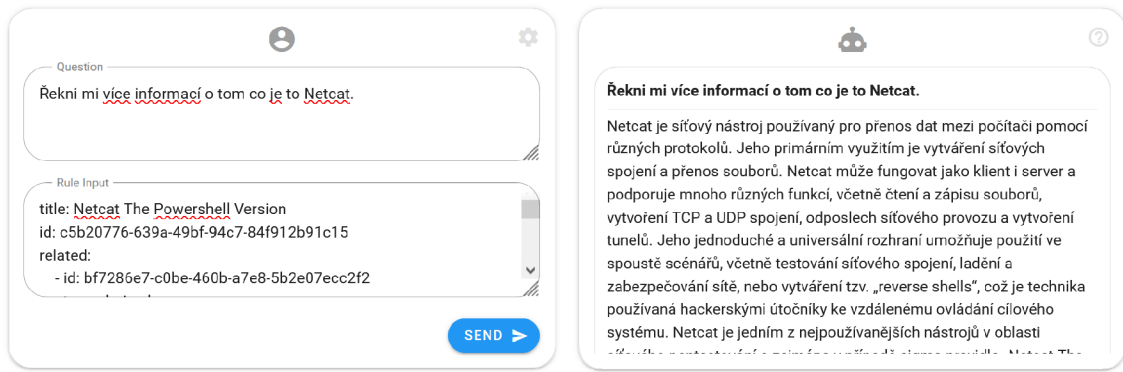 Question
Řekni mi více informací o tom co je to Netcat.
Rule Input
title: Netcat The Powershell Version
id: c5b20776-639a-49bf-94c7-84f912b91c15
related:
- id: bf7286e7-c0be-460b-a7e8-5b2e07ecc2f2
SEND
Řekni mi více informací o tom co je to Netcat.
Netcat je síťový nástroj používaný pro přenos dat mezi počítači pomocí
různých protokolů. Jeho primárním využitím je vytváření síťových
spojení a přenos souborů. Netcat může fungovat jako klient i server a
podporuje mnoho různých funkcí, včetně čtení a zápisu souborů,
vytvoření TCP a UDP spojení, odposlech síťového provozu a vytvoření
tunelů. Jeho jednoduché a universální rozhraní umožňuje použití ve
spoustě scénářů, včetně testování síťového spojení, ladění a
zabezpečování sítě, nebo vytváření tzv. „reverse shells“, což je technika
používaná hackerskými útočníky ke vzdálenému ovládání cílového
systému. Netcat je jedním z nejpoužívanějších nástrojů v oblasti